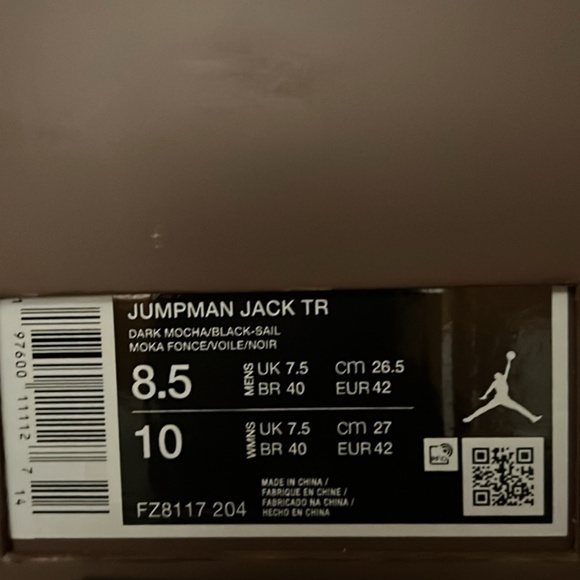 JUMPMAN JACK TR
DARK MOCHA/BLACK-SAIL
MOKA FONCE/VOILE/NOIR
8.5 MENS UK 7.5 CM 26.5
BR 40 EUR 42
10 WMNS UK 7.5 CM 27
BR 40 EUR 42
MADE IN CHINA /
FABRIQUE EN CHINE /
FABRICADO NA CHINA /
HECHO EN CHINA
FZ8117 204
1 97600 11112 7 14